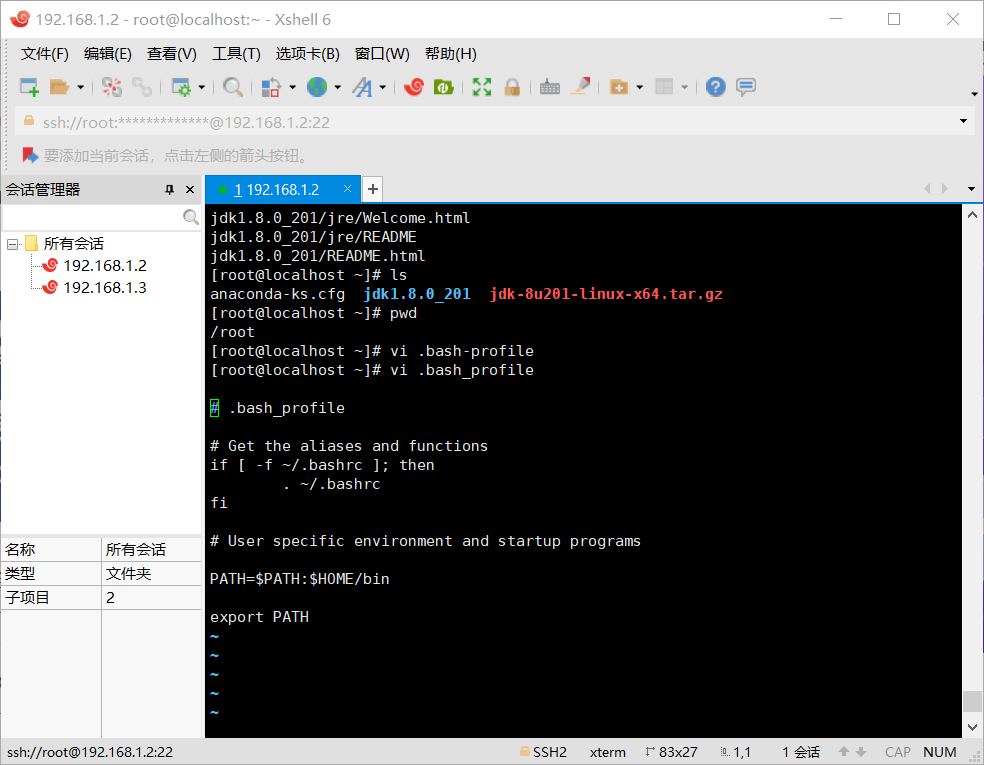 192.168.1.2 - root@localhost:~ - Xshell 6
文件(F) 编辑(E) 查看(V) 工具(T) 选项卡(B) 窗口(W) 帮助(H)
ssh://root:*************@192.168.1.2:22
要添加当前会话，点击左侧的箭头按钮。
会话管理器
1 192.168.1.2
所有会话
192.168.1.2
192.168.1.3
名称 所有会话
类型 文件夹
子项目 2
jdk1.8.0_201/jre/Welcome.html
jdk1.8.0_201/jre/README
jdk1.8.0_201/README.html
[root@localhost ~]# ls
anaconda-ks.cfg  jdk1.8.0_201  jdk-8u201-linux-x64.tar.gz
[root@localhost ~]# pwd
/root
[root@localhost ~]# vi .bash-profile
[root@localhost ~]# vi .bash_profile
# .bash_profile
# Get the aliases and functions
if [ -f ~/.bashrc ]; then
        . ~/.bashrc
fi
# User specific environment and startup programs
PATH=$PATH:$HOME/bin
export PATH
~
~
~
~
~
ssh://root@192.168.1.2:22 SSH2 xterm 83x27 1,1 1 会话 CAP NUM